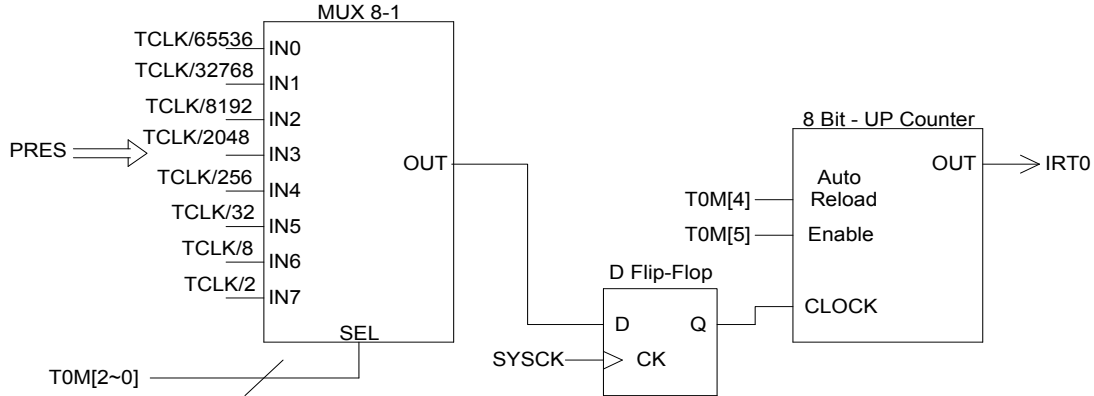 MUX 8-1
TCLK/65536 IN0
TCLK/32768 IN1
TCLK/8192 IN2
PRES TCLK/2048 IN3
TCLK/256 IN4
TCLK/32 IN5
TCLK/8 IN6
TCLK/2 IN7
OUT
SEL
T0M[2~0]
D Flip-Flop
D Q
SYSCK CK
8 Bit - UP Counter
OUT IRT0
T0M[4] Auto
Reload
T0M[5] Enable
CLOCK